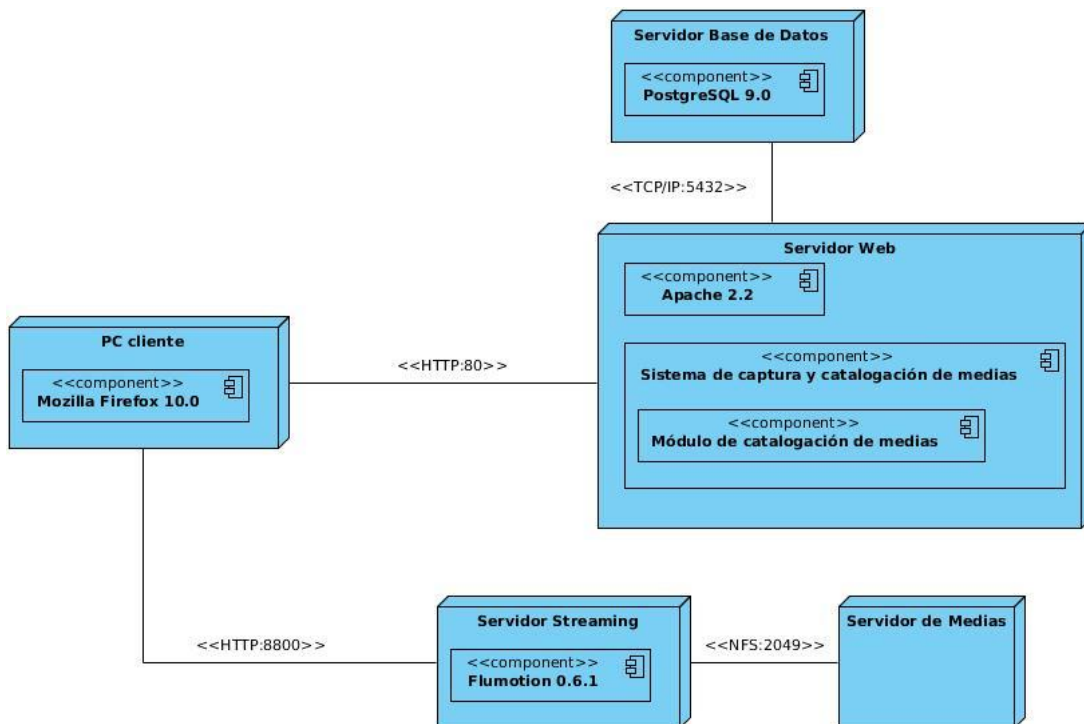 Servidor Base de Datos
<<component>>
PostgreSQL 9.0
<<TCP/IP:5432>>
Servidor Web
<<component>>
Apache 2.2
<<component>>
Sistema de captura y catalogación de medias
<<component>>
Módulo de catalogación de medias
PC cliente
<<component>>
Mozilla Firefox 10.0
<<HTTP:80>>
<<HTTP:8800>>
Servidor Streaming
<<component>>
Flumotion 0.6.1
<<NFS:2049>>
Servidor de Medias